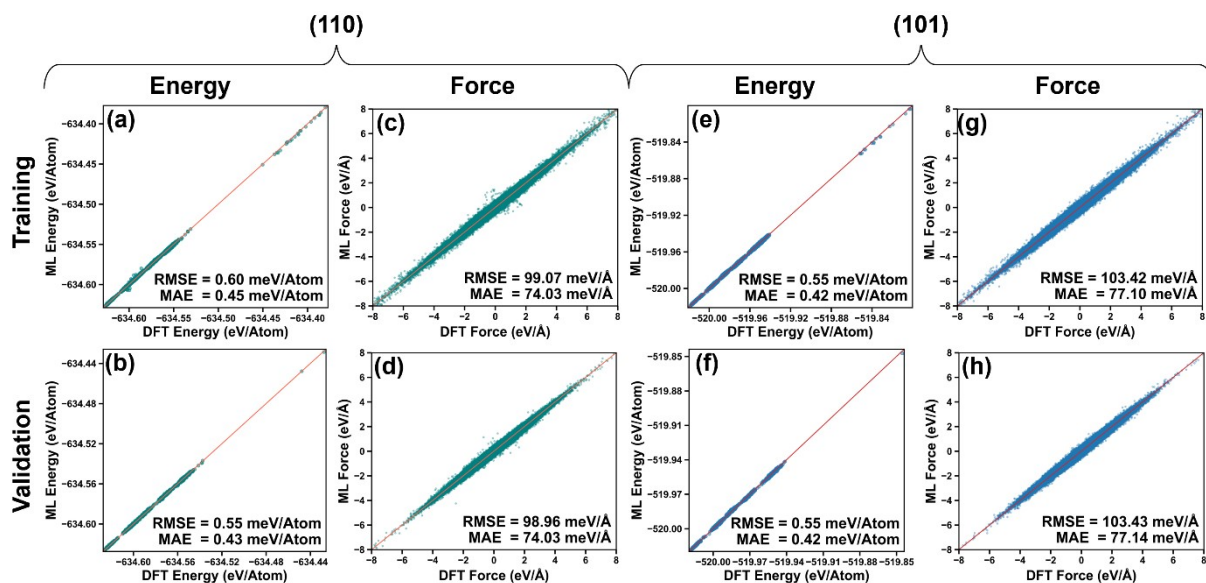 (110)
(101)
Energy
Force
Energy
Force
Training
Validation
(a)
ML Energy (eV/Atom)
−634.40
−634.45
−634.50
−634.55
−634.60
RMSE = 0.60 meV/Atom
MAE = 0.45 meV/Atom
−634.60 −634.55 −634.50 −634.45 −634.40
DFT Energy (eV/Atom)
(c)
ML Force (eV/Å)
8
6
4
2
0
−2
−4
−6
−8
RMSE = 99.07 meV/Å
MAE = 74.03 meV/Å
−8 −6 −4 −2 0 2 4 6 8
DFT Force (eV/Å)
(e)
ML Energy (eV/Atom)
−519.84
−519.88
−519.92
−519.96
−520.00
RMSE = 0.55 meV/Atom
MAE = 0.42 meV/Atom
−520.00 −519.96 −519.92 −519.88 −519.84
DFT Energy (eV/Atom)
(g)
ML Force (eV/Å)
8
6
4
2
0
−2
−4
−6
−8
RMSE = 103.42 meV/Å
MAE = 77.10 meV/Å
−8 −6 −4 −2 0 2 4 6 8
DFT Force (eV/Å)
(b)
ML Energy (eV/Atom)
−634.44
−634.48
−634.52
−634.56
−634.60
RMSE = 0.55 meV/Atom
MAE = 0.43 meV/Atom
−634.60 −634.56 −634.52 −634.48 −634.44
DFT Energy (eV/Atom)
(d)
ML Force (eV/Å)
8
6
4
2
0
−2
−4
−6
−8
RMSE = 98.96 meV/Å
MAE = 74.03 meV/Å
−8 −6 −4 −2 0 2 4 6 8
DFT Force (eV/Å)
(f)
ML Energy (eV/Atom)
−519.85
−519.88
−519.91
−519.94
−519.97
−520.00
RMSE = 0.55 meV/Atom
MAE = 0.42 meV/Atom
−520.00 −519.97 −519.94 −519.91 −519.88 −519.85
DFT Energy (eV/Atom)
(h)
ML Force (eV/Å)
8
6
4
2
0
−2
−4
−6
−8
RMSE = 103.43 meV/Å
MAE = 77.14 meV/Å
−8 −6 −4 −2 0 2 4 6 8
DFT Force (eV/Å)